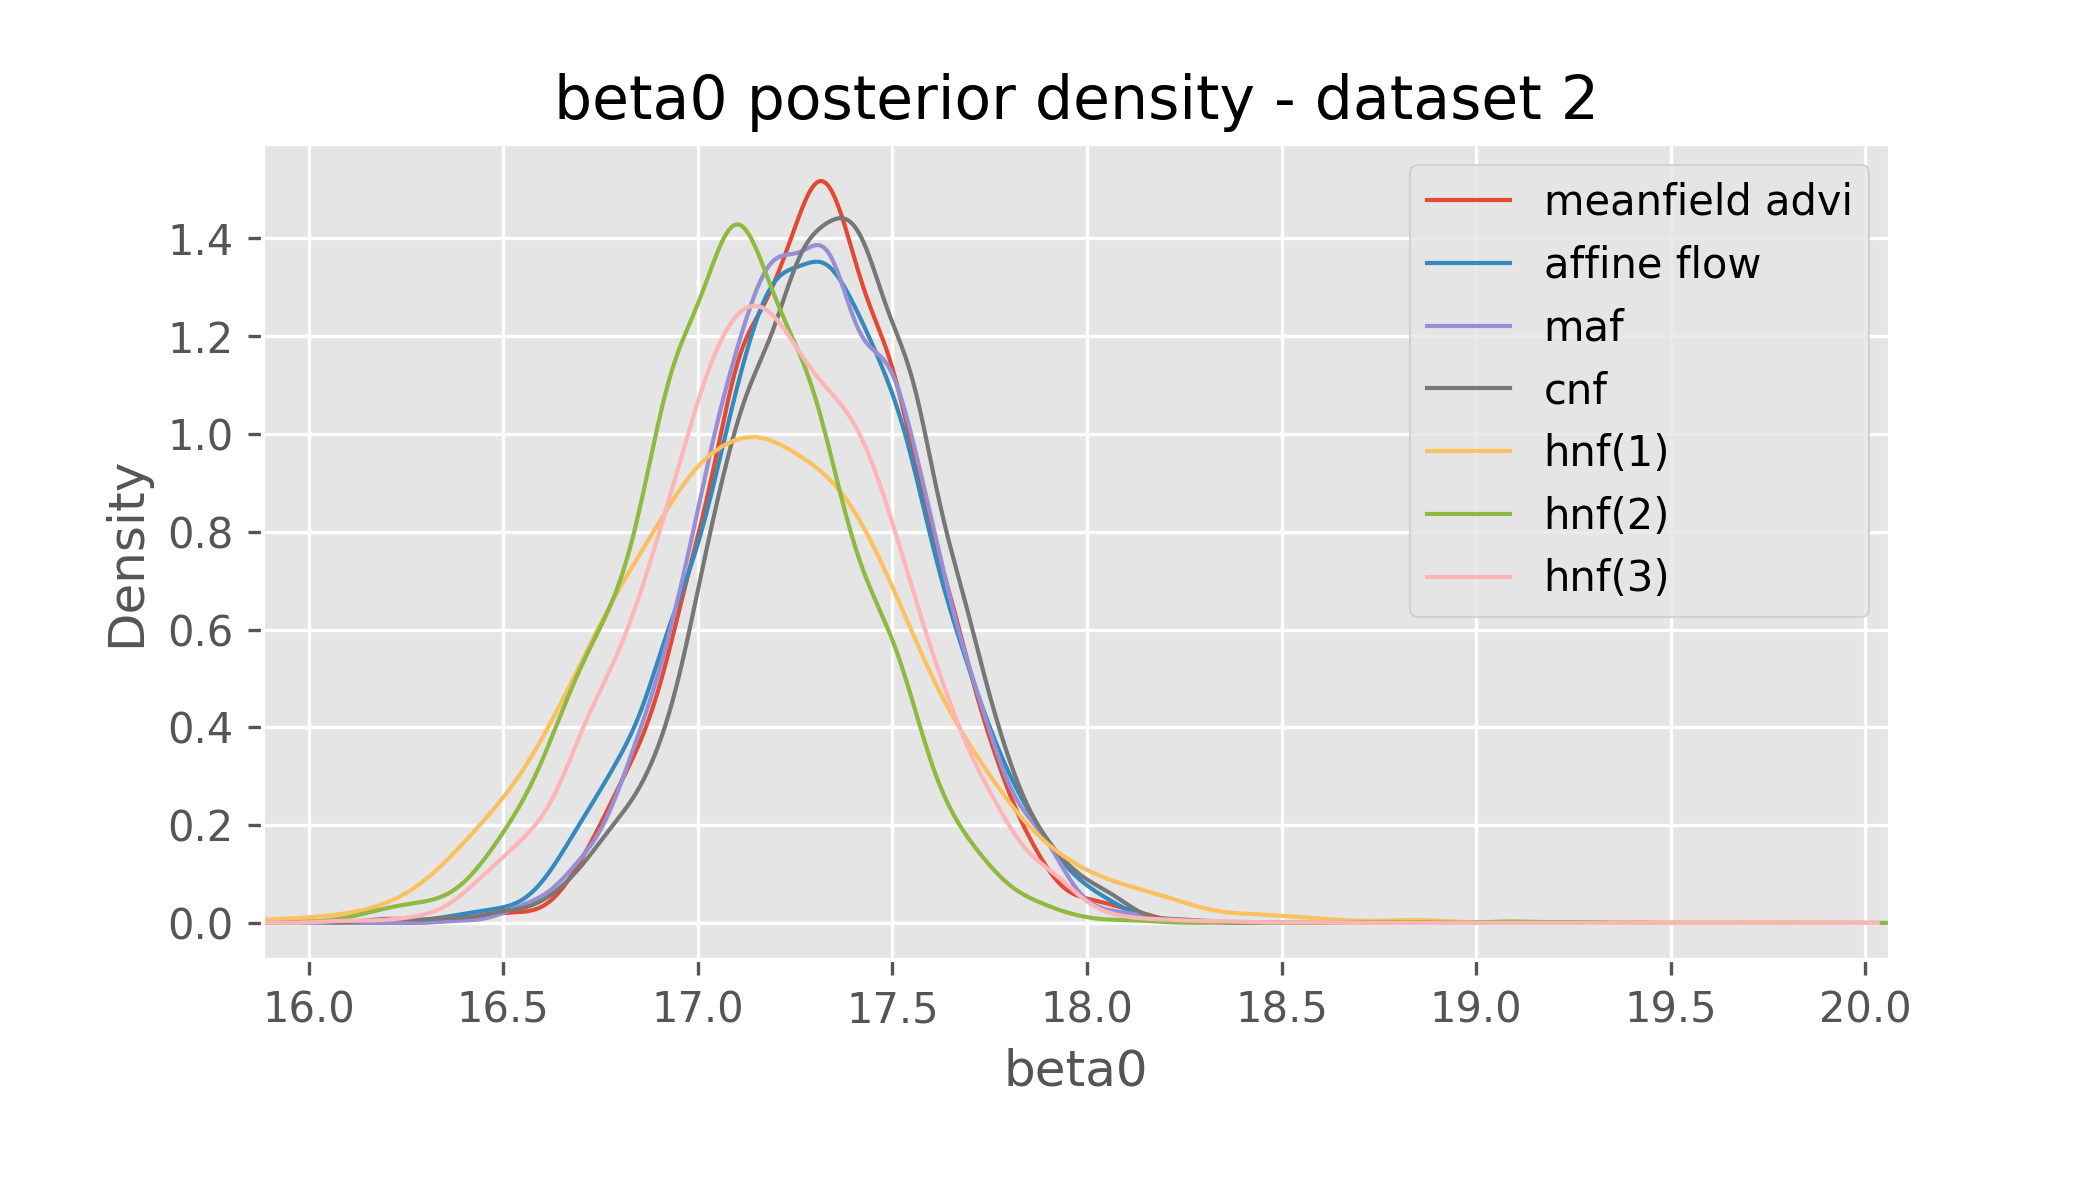 beta0 posterior density - dataset 2
Density
1.4
1.2
1.0
0.8
0.6
0.4
0.2
0.0
meanfield advi
affine flow
maf
cnf
hnf(1)
hnf(2)
hnf(3)
16.0 16.5 17.0 17.5 18.0 18.5 19.0 19.5 20.0
beta0